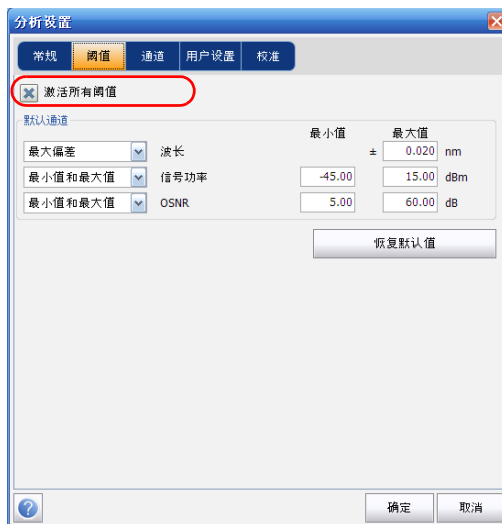 分析设置
常规 阈值 通道 用户设置 校准
激活所有阈值
默认通道
最小值 最大值
最大偏差 波长 ± 0.020 nm
最小值和最大值 信号功率 -45.00 15.00 dBm
最小值和最大值 OSNR 5.00 60.00 dB
恢复默认值
? 确定 取消